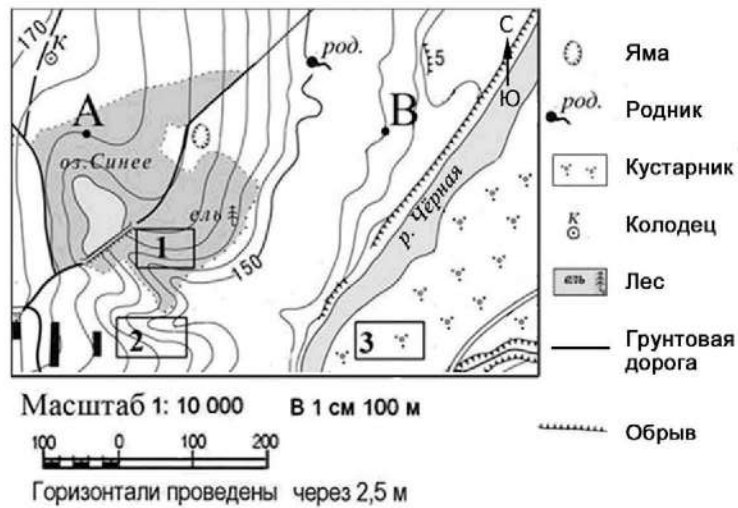 170
К
род.
5
С
Ю
А
В
оз.Синее
ель
1
150
р. Чёрная
2
3
Яма
род.
Родник
Кустарник
К
Колодец
ель
Лес
Грунтовая
дорога
Обрыв
Масштаб 1: 10 000 В 1 см 100 м
100 0 100 200
Горизонтали проведены через 2,5 м